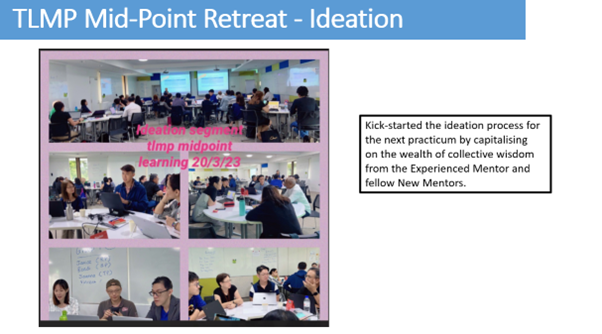 TLMP Mid-Point Retreat - Ideation
Ideation segment
tlmp midpoint
learning 20/3/23
Kick-started the ideation process for
the next practicum by capitalising
on the wealth of collective wisdom
from the Experienced Mentor and
fellow New Mentors.